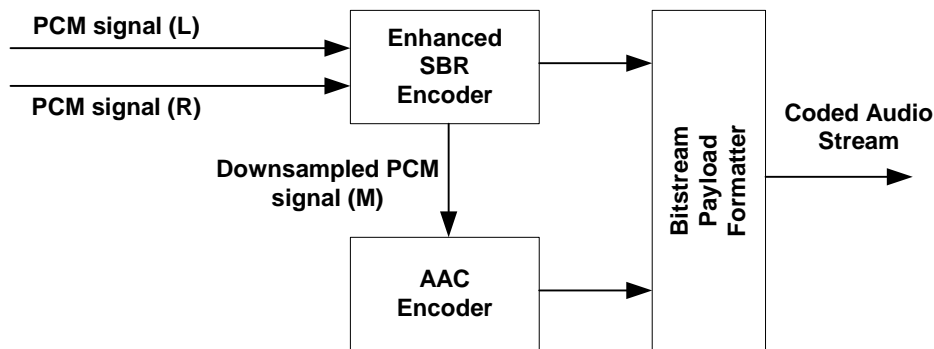 PCM signal (L)
PCM signal (R)
Enhanced
SBR
Encoder
Downsampled PCM
signal (M)
AAC
Encoder
Bitstream
Payload
Formatter
Coded Audio
Stream